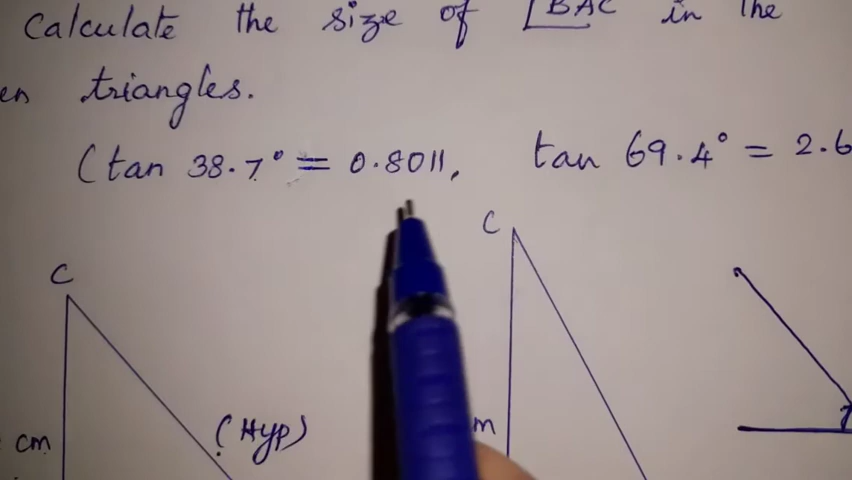 Calculate the size of ∠BAC in the
en triangles.
(tan 38.7° = 0.8011, tan 69.4° = 2.6
C
C
cm
(Hyp)
m